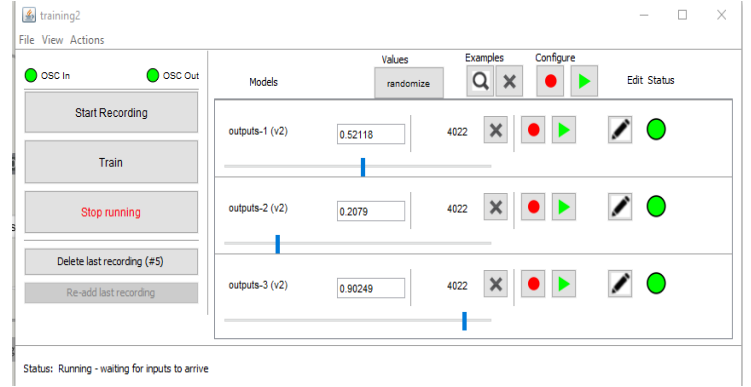 training2
File View Actions
OSC In OSC Out
Start Recording
Train
Stop running
Delete last recording (#5)
Re-add last recording
Values Examples Configure
Models randomize Edit Status
outputs-1 (v2) 0.52118 4022
outputs-2 (v2) 0.2079 4022
outputs-3 (v2) 0.90249 4022
Status: Running - waiting for inputs to arrive